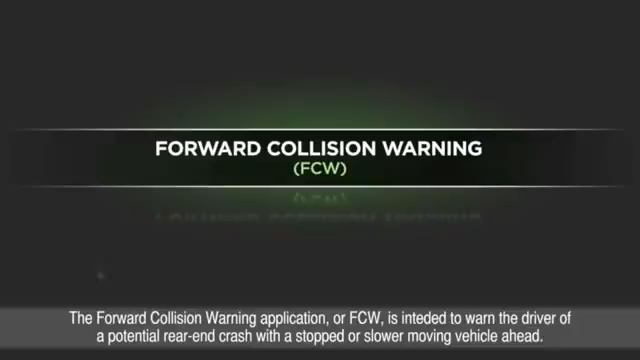 FORWARD COLLISION WARNING
(FCW)
The Forward Collision Warning application, or FCW, is inteded to warn the driver of
a potential rear-end crash with a stopped or slower moving vehicle ahead.